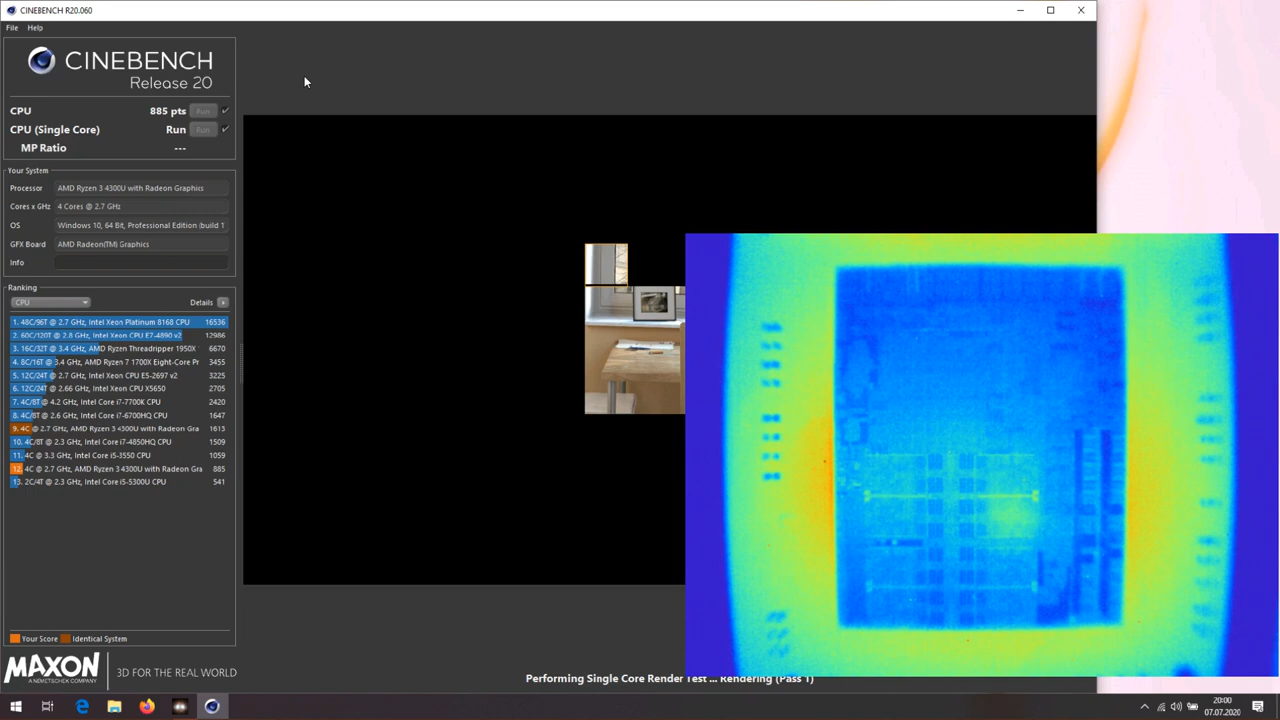 CINEBENCH R20.060
File Help
CINEBENCH
Release 20
CPU 885 pts Run
CPU (Single Core) Run Run
MP Ratio ---
Your System
Processor AMD Ryzen 3 4300U with Radeon Graphics
Cores x GHz 4 Cores @ 2.7 GHz
OS Windows 10, 64 Bit, Professional Edition (build 1
GFX Board AMD Radeon(TM) Graphics
Info
Ranking
CPU Details
1. 48C/96T @ 2.7 GHz, Intel Xeon Platinum 8168 CPU 16536
2. 60C/120T @ 2.8 GHz, Intel Xeon CPU E7-4890 v2 12986
3. 16C/32T @ 3.4 GHz, AMD Ryzen Threadripper 1950X 6670
4. 8C/16T @ 3.4 GHz, AMD Ryzen 7 1700X Eight-Core Pr 3455
5. 12C/24T @ 2.7 GHz, Intel Xeon CPU E5-2697 v2 3225
6. 12C/24T @ 2.66 GHz, Intel Xeon CPU X5650 2705
7. 4C/8T @ 4.2 GHz, Intel Core i7-7700K CPU 2420
8. 4C/8T @ 2.6 GHz, Intel Core i7-6700HQ CPU 1647
9. 4C @ 2.7 GHz, AMD Ryzen 3 4300U with Radeon Gra 1613
10. 4C/8T @ 2.3 GHz, Intel Core i7-4850HQ CPU 1509
11. 4C @ 3.3 GHz, Intel Core i5-3550 CPU 1059
12. 4C @ 2.7 GHz, AMD Ryzen 3 4300U with Radeon Gra 885
13. 2C/4T @ 2.3 GHz, Intel Core i5-5300U CPU 541
Your Score Identical System
MAXON 3D FOR THE REAL WORLD
A NEMETSCHEK COMPANY
Performing Single Core Render Test ... Rendering (Pass 1)
20:00
07.07.2020